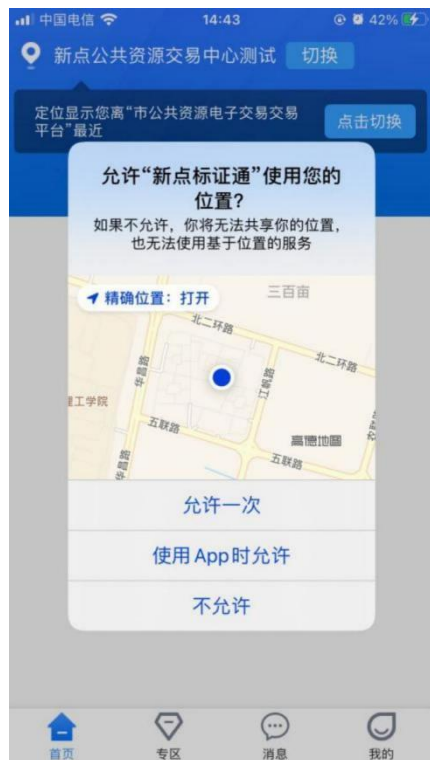 中国电信 14:43 42%
新点公共资源交易中心测试 切换
定位显示您离“市公共资源电子交易交易
平台”最近
点击切换
允许“新点标证通”使用您的
位置?
如果不允许，你将无法共享你的位置，
也无法使用基于位置的服务
精确位置：打开
三百亩
北二环路
北二环路
华昌路
江帆路
理工学院
五联路
高德地图
五联路
华昌路
允许一次
使用 App 时允许
不允许
首页 专区 消息 我的